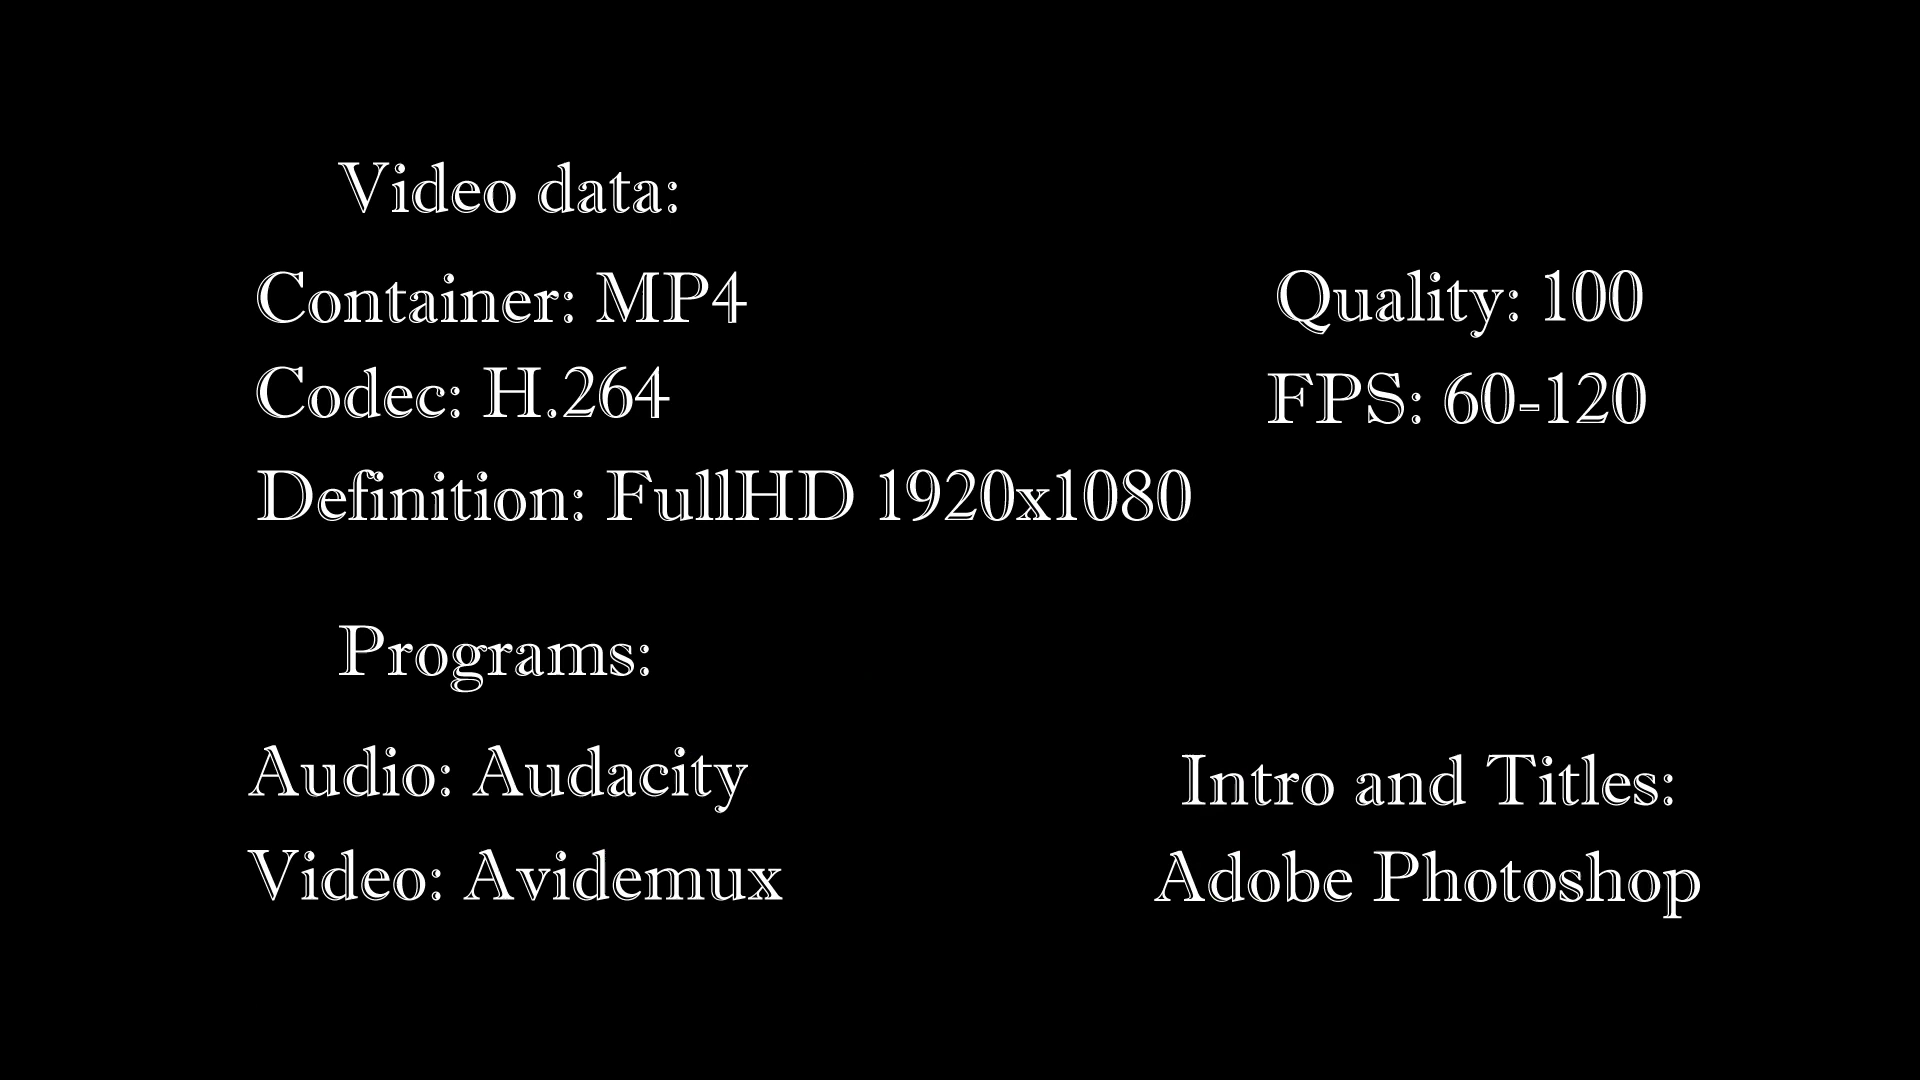 Video data:
Container: MP4
Quality: 100
Codec: H.264
FPS: 60-120
Definition: FullHD 1920x1080
Programs:
Audio: Audacity
Intro and Titles:
Video: Avidemux
Adobe Photoshop